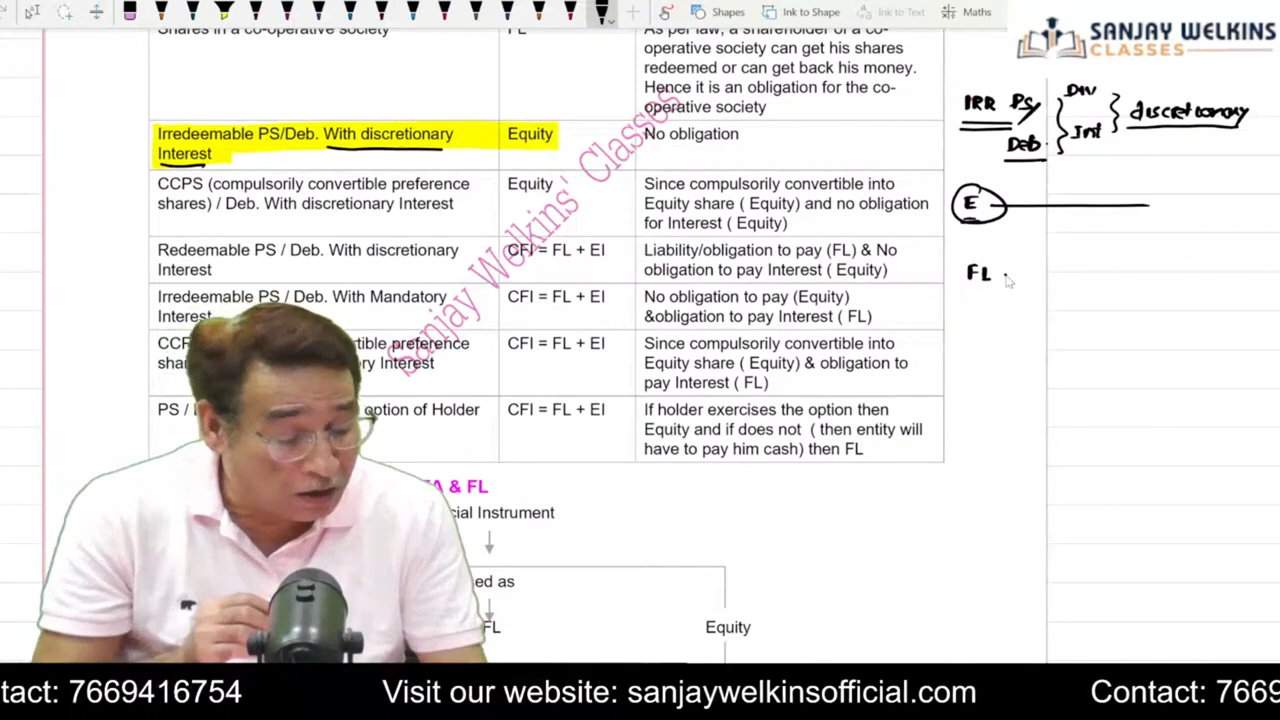 Shapes Ink to Shape Ink to Text Maths
SANJAY WELKINS
CLASSES
Shares in a co-operative society FL As per law, a shareholder of a co-
operative society can get his shares
redeemed or can get back his money.
Hence it is an obligation for the co-
operative society
Irredeemable PS/Deb. With discretionary Equity No obligation
Interest
CCPS (compulsorily convertible preference Equity Since compulsorily convertible into
shares) / Deb. With discretionary Interest Equity share ( Equity) and no obligation
for Interest ( Equity)
Redeemable PS / Deb. With discretionary CFI = FL + EI Liability/obligation to pay (FL) & No
Interest obligation to pay Interest ( Equity)
Irredeemable PS / Deb. With Mandatory CFI = FL + EI No obligation to pay (Equity)
Interest &obligation to pay Interest ( FL)
preference CFI = FL + EI Since compulsorily convertible into
Interest Equity share ( Equity) & obligation to
pay Interest ( FL)
PS / option of Holder CFI = FL + EI If holder exercises the option then
Equity and if does not ( then entity will
have to pay him cash) then FL
Sanjay Welkins' Classes
IRR PS/ Div
Deb. Int discretionary
E
FL
& FL
Instrument
as
FL Equity
tact: 7669416754 Visit our website: sanjaywelkinsofficial.com Contact: 7669